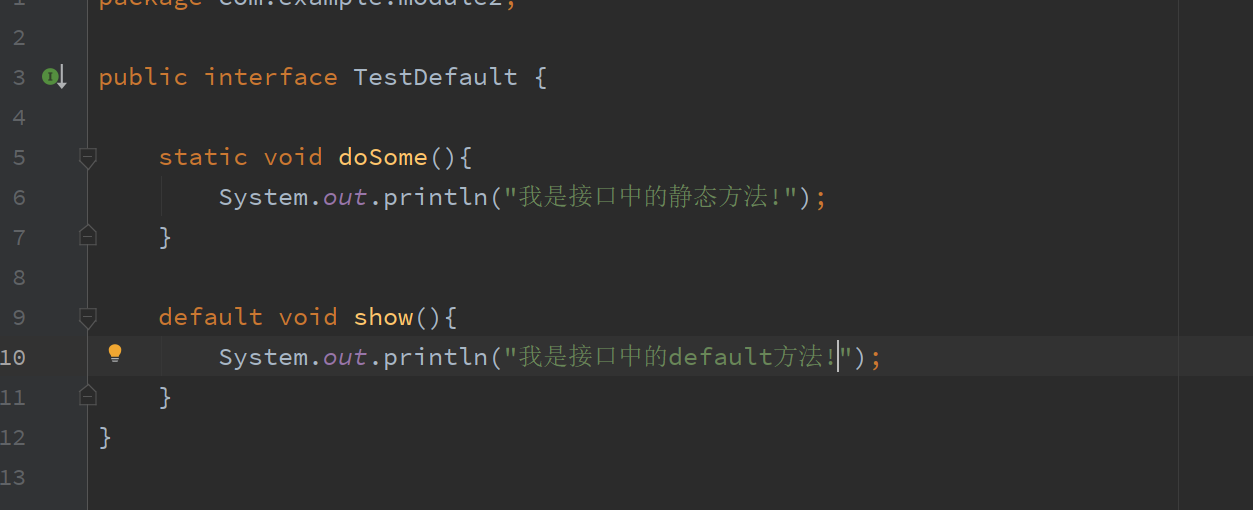 1 package com.example.module2;
2
3 public interface TestDefault {
4
5 static void doSome(){
6 System.out.println("我是接口中的静态方法!");
7 }
8
9 default void show(){
10 System.out.println("我是接口中的default方法!");
11 }
12 }
13